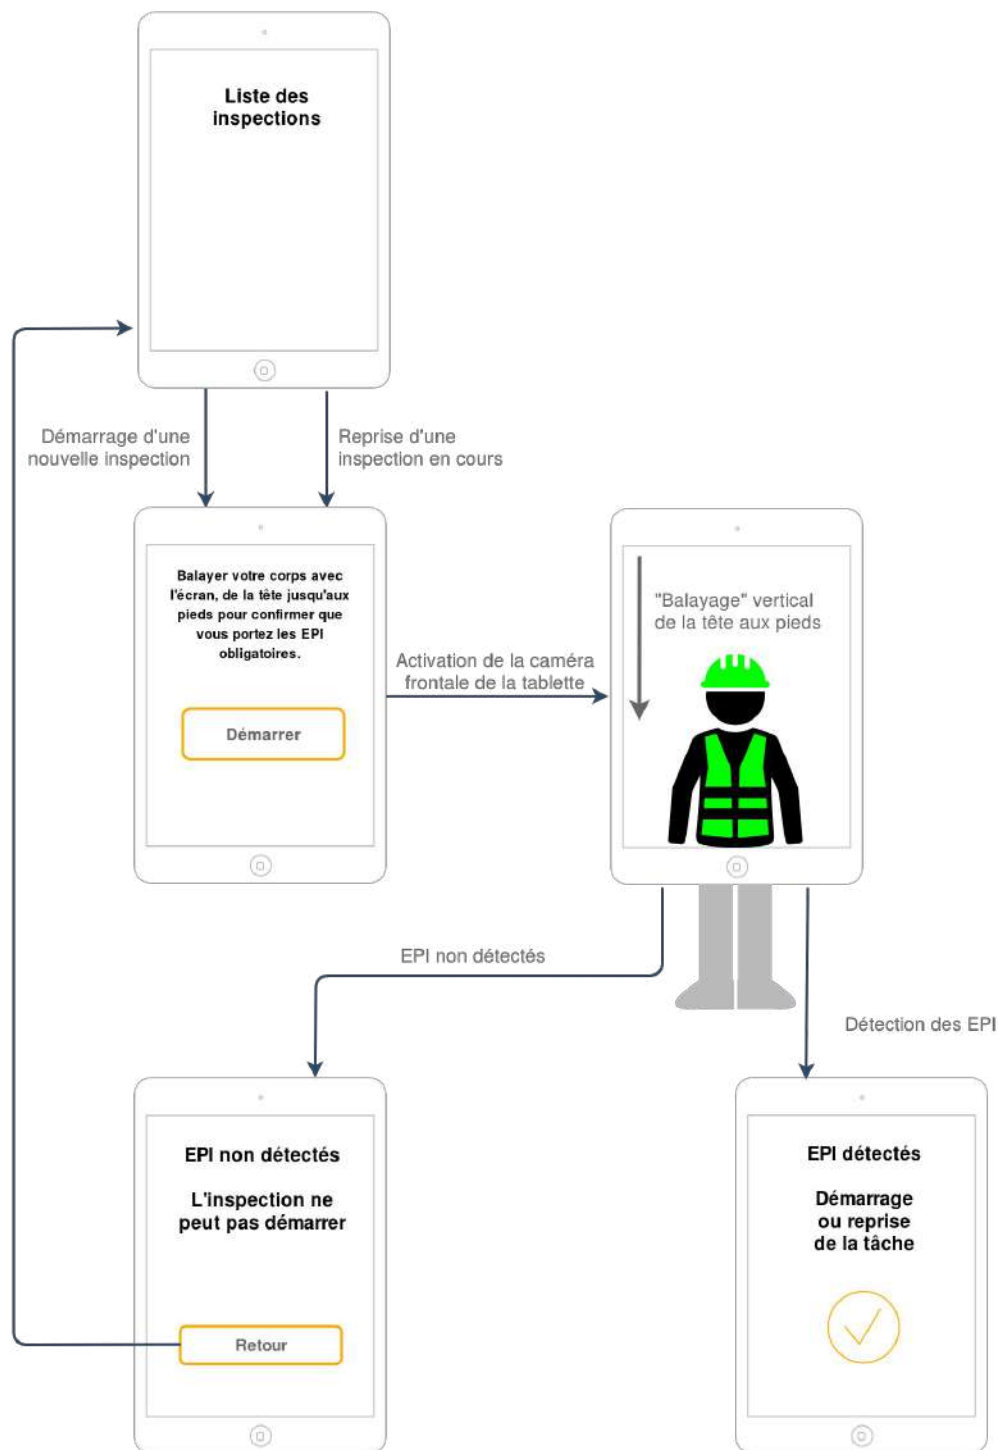 Liste des
inspections
Démarrage d'une
nouvelle inspection
Reprise d'une
inspection en cours
Balayer votre corps avec
l'écran, de la tête jusqu'aux
pieds pour confirmer que
vous portez les EPI
obligatoires.
Démarrer
Activation de la caméra
frontale de la tablette
"Balayage" vertical
de la tête aux pieds
EPI non détectés
Détection des EPI
EPI non détectés
L'inspection ne
peut pas démarrer
Retour
EPI détectés
Démarrage
ou reprise
de la tâche